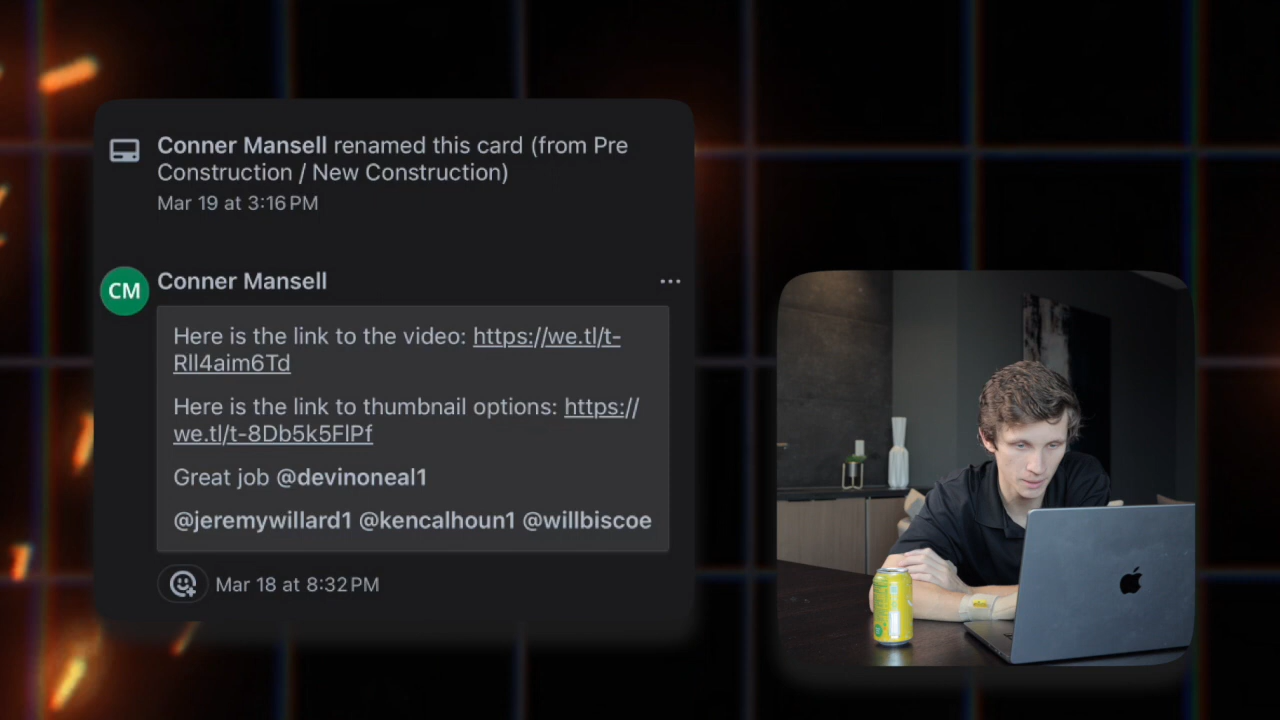 Conner Mansell renamed this card (from Pre
Construction / New Construction)
Mar 19 at 3:16 PM
CM
Conner Mansell
Here is the link to the video: https://we.tl/t-
Rll4aim6Td
Here is the link to thumbnail options: https://
we.tl/t-8Db5k5FlPf
Great job @devinoneal1
@jeremywillard1 @kencalhoun1 @willbiscoe
Mar 18 at 8:32 PM